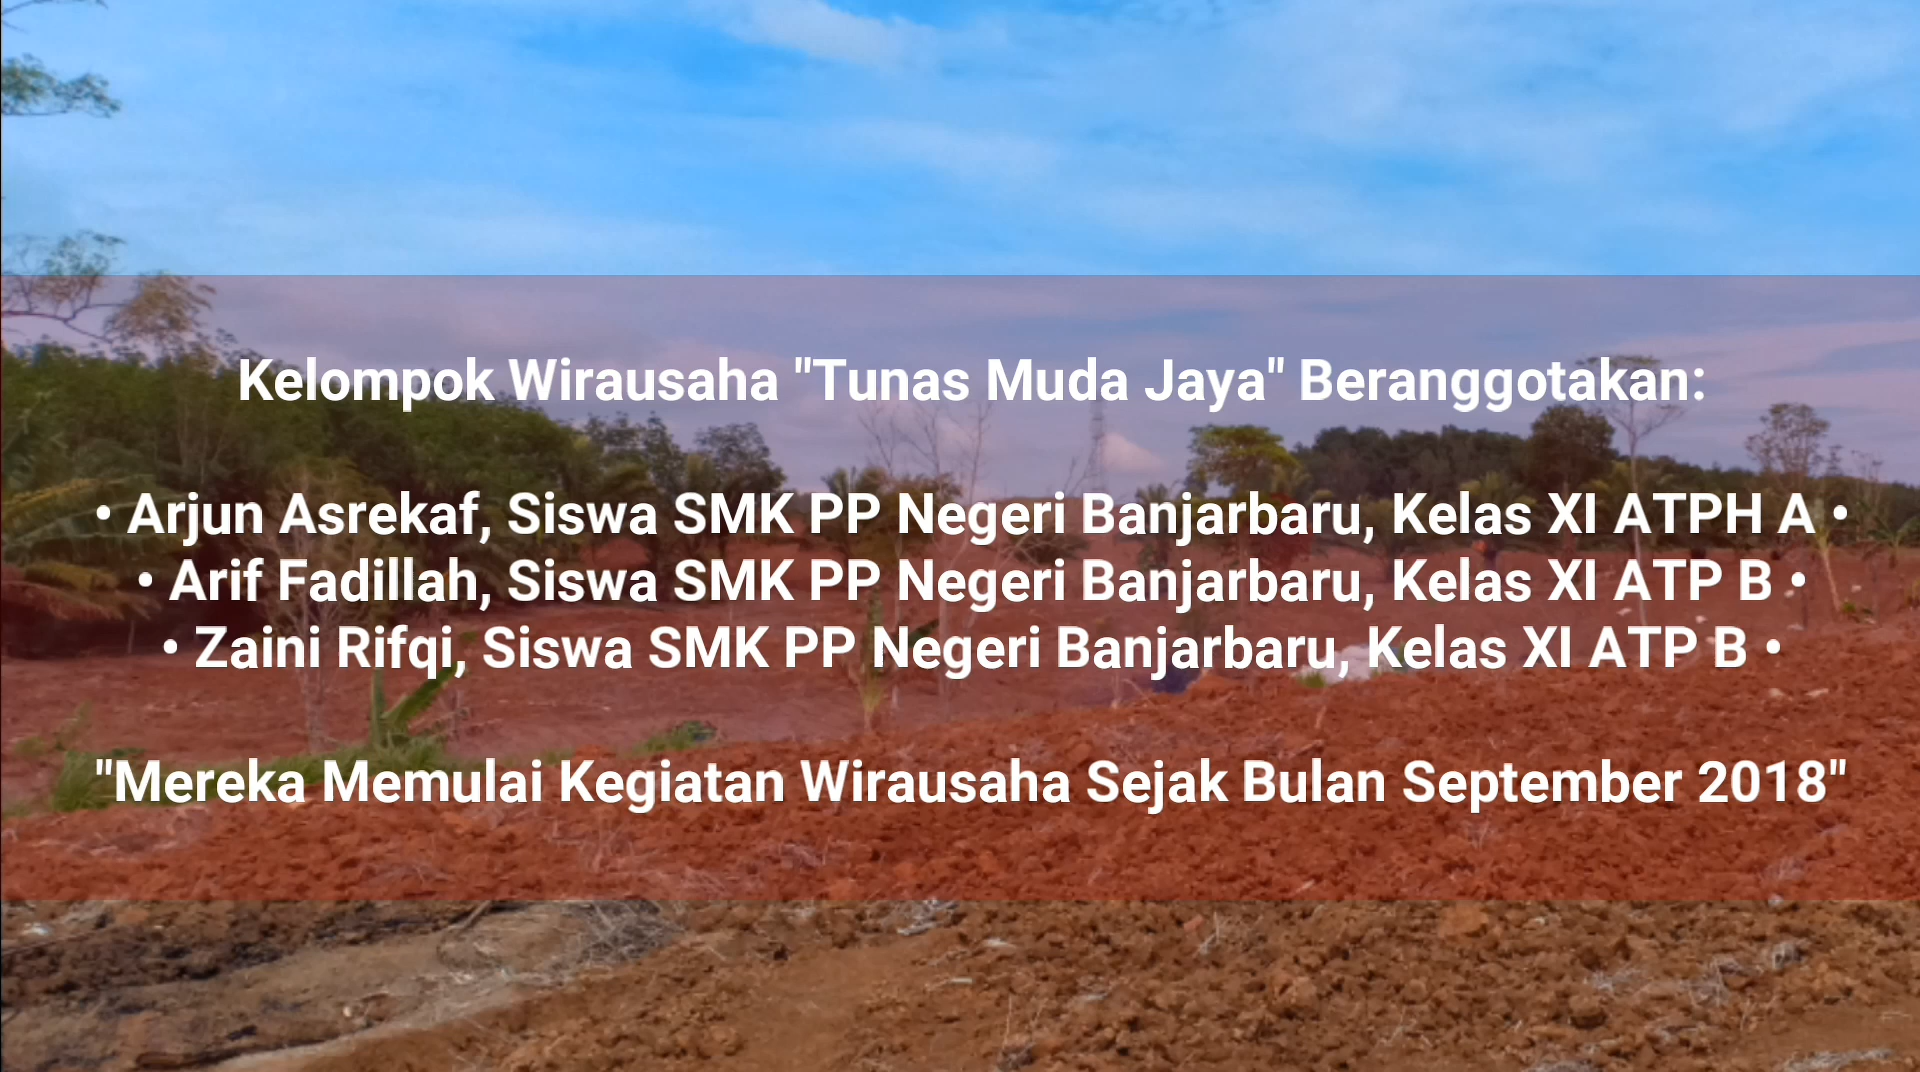 Kelompok Wirausaha "Tunas Muda Jaya" Beranggotakan:
• Arjun Asrekaf, Siswa SMK PP Negeri Banjarbaru, Kelas XI ATPH A •
• Arif Fadillah, Siswa SMK PP Negeri Banjarbaru, Kelas XI ATP B •
• Zaini Rifqi, Siswa SMK PP Negeri Banjarbaru, Kelas XI ATP B •
"Mereka Memulai Kegiatan Wirausaha Sejak Bulan September 2018"